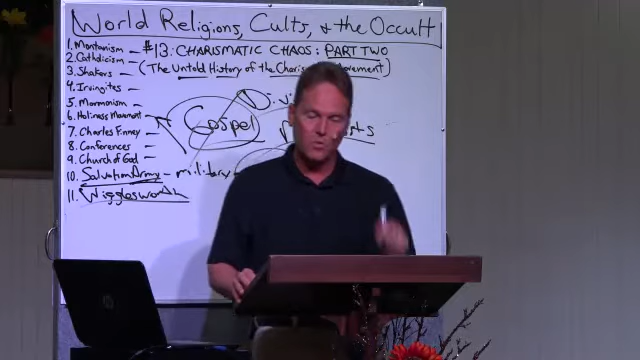 World Religions, Cults, & the Occult
#13: CHARISMATIC CHAOS: PART TWO
(The Untold History of the Charis Movement)
1. Montanism –
2. Catholicism –
3. Shakers –
4. Irvingites –
5. Mormonism –
6. Holiness Movement
7. Charles Finney –
8. Conferences –
9. Church of God –
10. Salvation Army – military –
11. Wigglesworth
Gospel